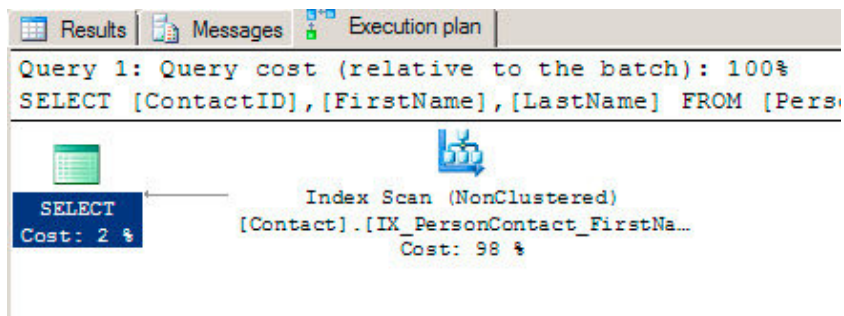 Results Messages Execution plan
Query 1: Query cost (relative to the batch): 100%
SELECT [ContactID],[FirstName],[LastName] FROM [Perso
Index Scan (NonClustered)
SELECT
[Contact].[IX_PersonContact_FirstNa…
Cost: 2 %
Cost: 98 %